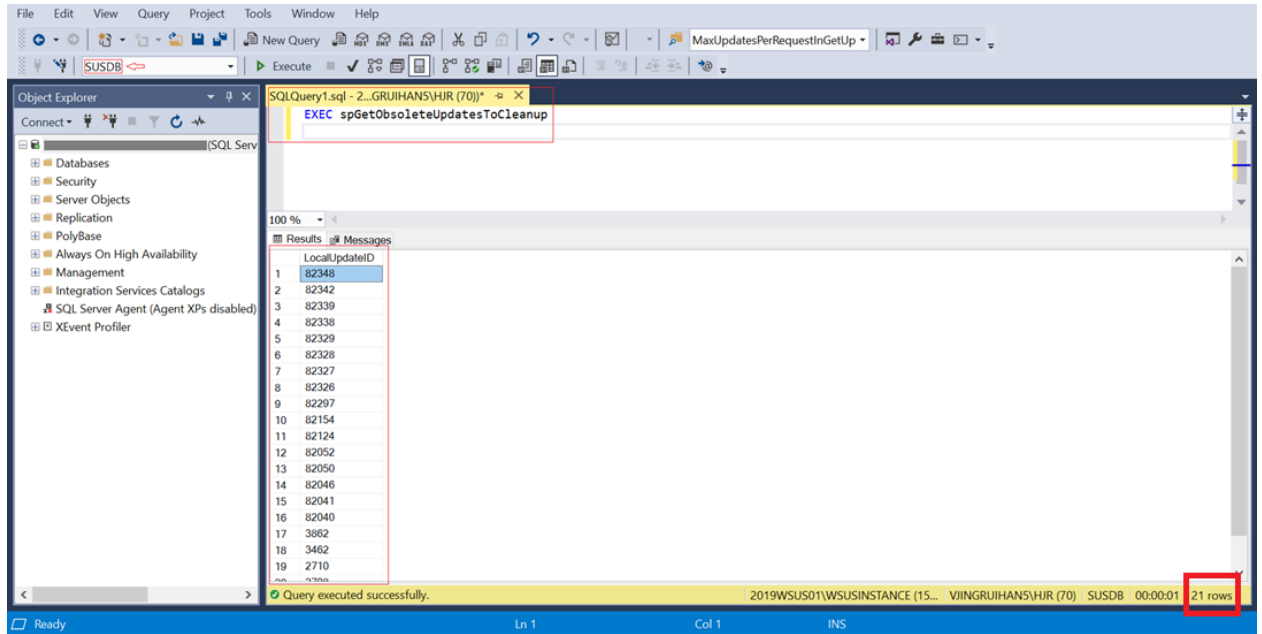 File Edit View Query Project Tools Window Help
New Query MDX DMX XMLA DAX MaxUpdatesPerRequestInGetUp
SUSDB Execute
Object Explorer
SQLQuery1.sql - 2...GRUIHAN5\HJR (70))*
Connect
EXEC spGetObsoleteUpdatesToCleanup
(SQL Serv
Databases
Security
Server Objects
Replication
PolyBase
Always On High Availability
Management
Integration Services Catalogs
SQL Server Agent (Agent XPs disabled)
XEvent Profiler
100 %
Results Messages
LocalUpdateID
1 82348
2 82342
3 82339
4 82338
5 82329
6 82328
7 82327
8 82326
9 82297
10 82154
11 82124
12 82052
13 82050
14 82046
15 82041
16 82040
17 3862
18 3462
19 2710
Query executed successfully. 2019WSUS01\WSUSINSTANCE (15... VJINGRUIHAN5\HJR (70) SUSDB 00:00:01 21 rows
Ready Ln 1 Col 1 INS